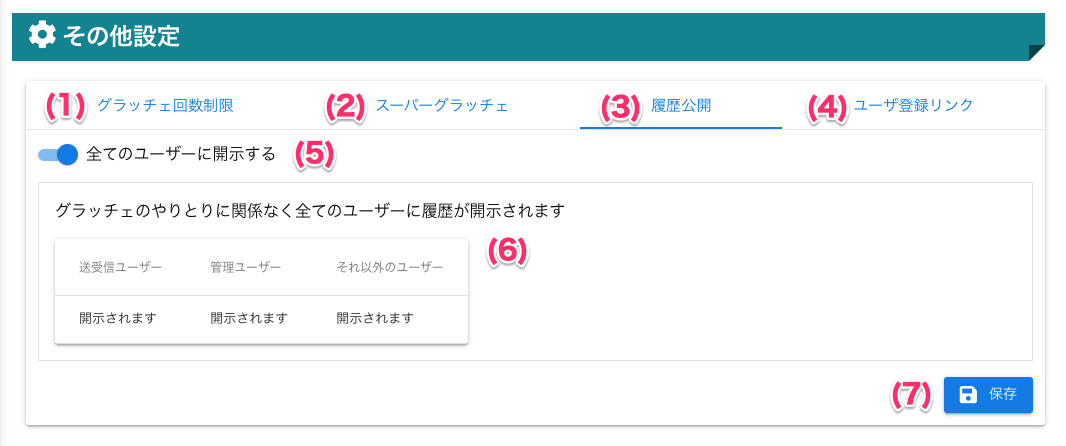 その他設定
(1) グラッチェ回数制限 (2) スーパーグラッチェ (3) 履歴公開 (4) ユーザ登録リンク
全てのユーザーに開示する (5)
グラッチェのやりとりに関係なく全てのユーザーに履歴が開示されます
(6)
送受信ユーザー 管理ユーザー それ以外のユーザー
開示されます 開示されます 開示されます
(7) 保存